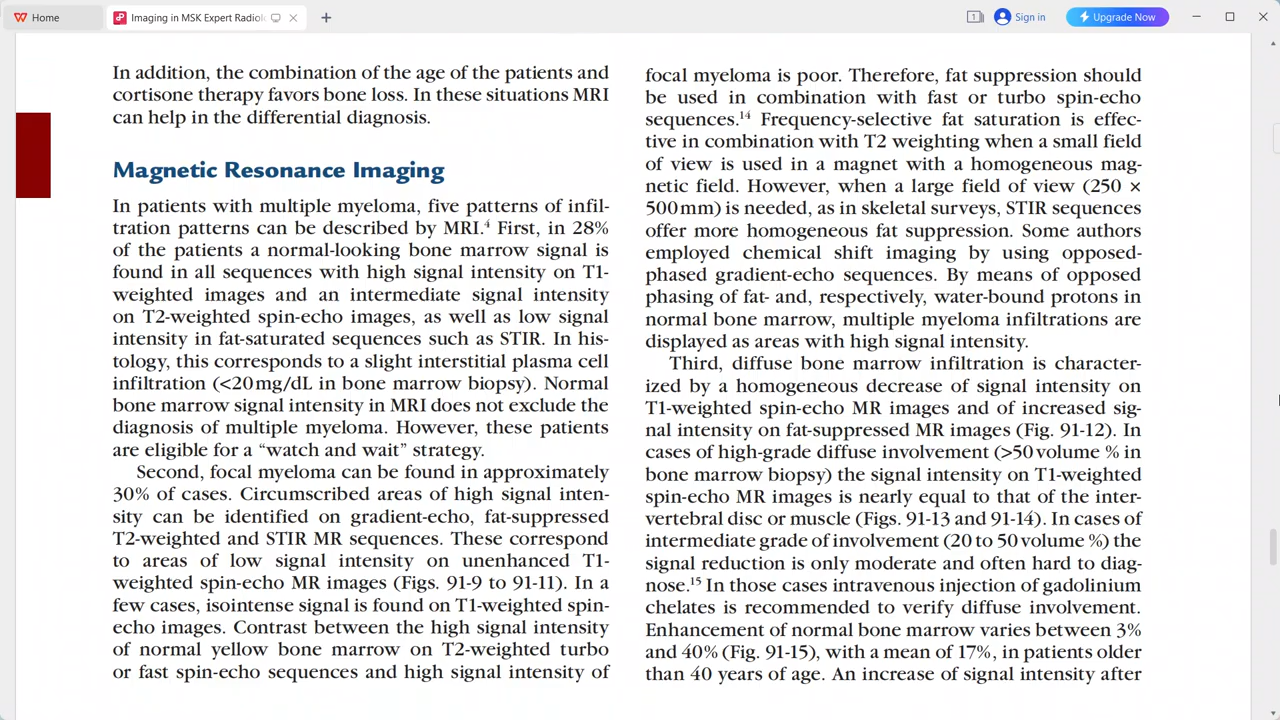 Home
Imaging in MSK Expert Radiol
Sign in
Upgrade Now
In addition, the combination of the age of the patients and
cortisone therapy favors bone loss. In these situations MRI
can help in the differential diagnosis.
Magnetic Resonance Imaging
In patients with multiple myeloma, five patterns of infil-
tration patterns can be described by MRI.4 First, in 28%
of the patients a normal-looking bone marrow signal is
found in all sequences with high signal intensity on T1-
weighted images and an intermediate signal intensity
on T2-weighted spin-echo images, as well as low signal
intensity in fat-saturated sequences such as STIR. In his-
tology, this corresponds to a slight interstitial plasma cell
infiltration (<20 mg/dL in bone marrow biopsy). Normal
bone marrow signal intensity in MRI does not exclude the
diagnosis of multiple myeloma. However, these patients
are eligible for a “watch and wait” strategy.
Second, focal myeloma can be found in approximately
30% of cases. Circumscribed areas of high signal inten-
sity can be identified on gradient-echo, fat-suppressed
T2-weighted and STIR MR sequences. These correspond
to areas of low signal intensity on unenhanced T1-
weighted spin-echo MR images (Figs. 91-9 to 91-11). In a
few cases, isointense signal is found on T1-weighted spin-
echo images. Contrast between the high signal intensity
of normal yellow bone marrow on T2-weighted turbo
or fast spin-echo sequences and high signal intensity of
focal myeloma is poor. Therefore, fat suppression should
be used in combination with fast or turbo spin-echo
sequences.14 Frequency-selective fat saturation is effec-
tive in combination with T2 weighting when a small field
of view is used in a magnet with a homogeneous mag-
netic field. However, when a large field of view (250 ×
500 mm) is needed, as in skeletal surveys, STIR sequences
offer more homogeneous fat suppression. Some authors
employed chemical shift imaging by using opposed-
phased gradient-echo sequences. By means of opposed
phasing of fat- and, respectively, water-bound protons in
normal bone marrow, multiple myeloma infiltrations are
displayed as areas with high signal intensity.
Third, diffuse bone marrow infiltration is character-
ized by a homogeneous decrease of signal intensity on
T1-weighted spin-echo MR images and of increased sig-
nal intensity on fat-suppressed MR images (Fig. 91-12). In
cases of high-grade diffuse involvement (>50 volume % in
bone marrow biopsy) the signal intensity on T1-weighted
spin-echo MR images is nearly equal to that of the inter-
vertebral disc or muscle (Figs. 91-13 and 91-14). In cases of
intermediate grade of involvement (20 to 50 volume %) the
signal reduction is only moderate and often hard to diag-
nose.15 In those cases intravenous injection of gadolinium
chelates is recommended to verify diffuse involvement.
Enhancement of normal bone marrow varies between 3%
and 40% (Fig. 91-15), with a mean of 17%, in patients older
than 40 years of age. An increase of signal intensity after